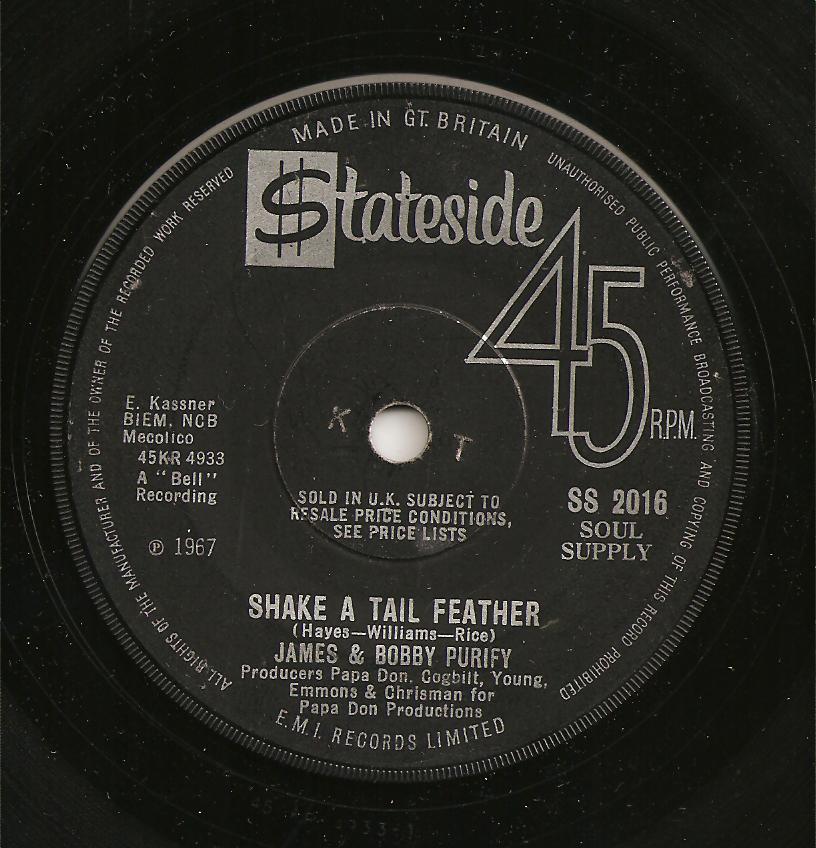 MADE IN GT. BRITAIN
$tateside
45
R.P.M.
UNAUTHORISED PUBLIC PERFORMANCE BROADCASTING AND COPYING OF THIS RECORD PROHIBITED
ALL RIGHTS OF THE MANUFACTURER AND OF THE OWNER OF THE RECORDED WORK RESERVED
E. Kassner
BIEM, NCB
Mecolico
45KR 4933
A "Bell"
Recording
℗ 1967
K T
SOLD IN U.K. SUBJECT TO
RESALE PRICE CONDITIONS,
SEE PRICE LISTS
SS 2016
SOUL
SUPPLY
SHAKE A TAIL FEATHER
(Hayes—Williams—Rice)
JAMES & BOBBY PURIFY
Producers Papa Don. Cogbilt, Young,
Emmons & Chrisman for
Papa Don Productions
E.M.I. RECORDS LIMITED